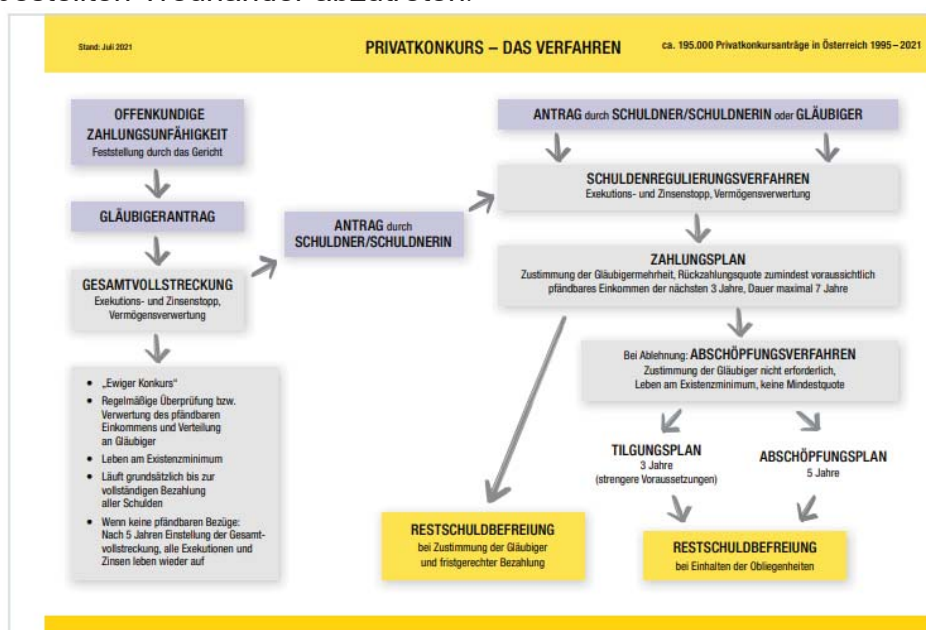 bestellten Treuhänder abzutreten.
Stand: Juli 2021
PRIVATKONKURS – DAS VERFAHREN
ca. 195.000 Privatkonkursanträge in Österreich 1995–2021
OFFENKUNDIGE
ZAHLUNGSUNFÄHIGKEIT
Feststellung durch das Gericht
GLÄUBIGERANTRAG
GESAMTVOLLSTRECKUNG
Exekutions- und Zinsenstopp,
Vermögensverwertung
• „Ewiger Konkurs“
• Regelmäßige Überprüfung bzw.
Verwertung des pfändbaren
Einkommens und Verteilung
an Gläubiger
• Leben am Existenzminimum
• Läuft grundsätzlich bis zur
vollständigen Bezahlung
aller Schulden
• Wenn keine pfändbaren Bezüge:
Nach 5 Jahren Einstellung der Gesamt-
vollstreckung, alle Exekutionen und
Zinsen leben wieder auf
ANTRAG durch
SCHULDNER/SCHULDNERIN
ANTRAG durch SCHULDNER/SCHULDNERIN oder GLÄUBIGER
SCHULDENREGULIERUNGSVERFAHREN
Exekutions- und Zinsenstopp, Vermögensverwertung
ZAHLUNGSPLAN
Zustimmung der Gläubigermehrheit, Rückzahlungsquote zumindest voraussichtlich
pfändbares Einkommen der nächsten 3 Jahre, Dauer maximal 7 Jahre
Bei Ablehnung: ABSCHÖPFUNGSVERFAHREN
Zustimmung der Gläubiger nicht erforderlich,
Leben am Existenzminimum, keine Mindestquote
TILGUNGSPLAN
3 Jahre
(strengere Voraussetzungen)
ABSCHÖPFUNGSPLAN
5 Jahre
RESTSCHULDBEFREIUNG
bei Zustimmung der Gläubiger
und fristgerechter Bezahlung
RESTSCHULDBEFREIUNG
bei Einhalten der Obliegenheiten